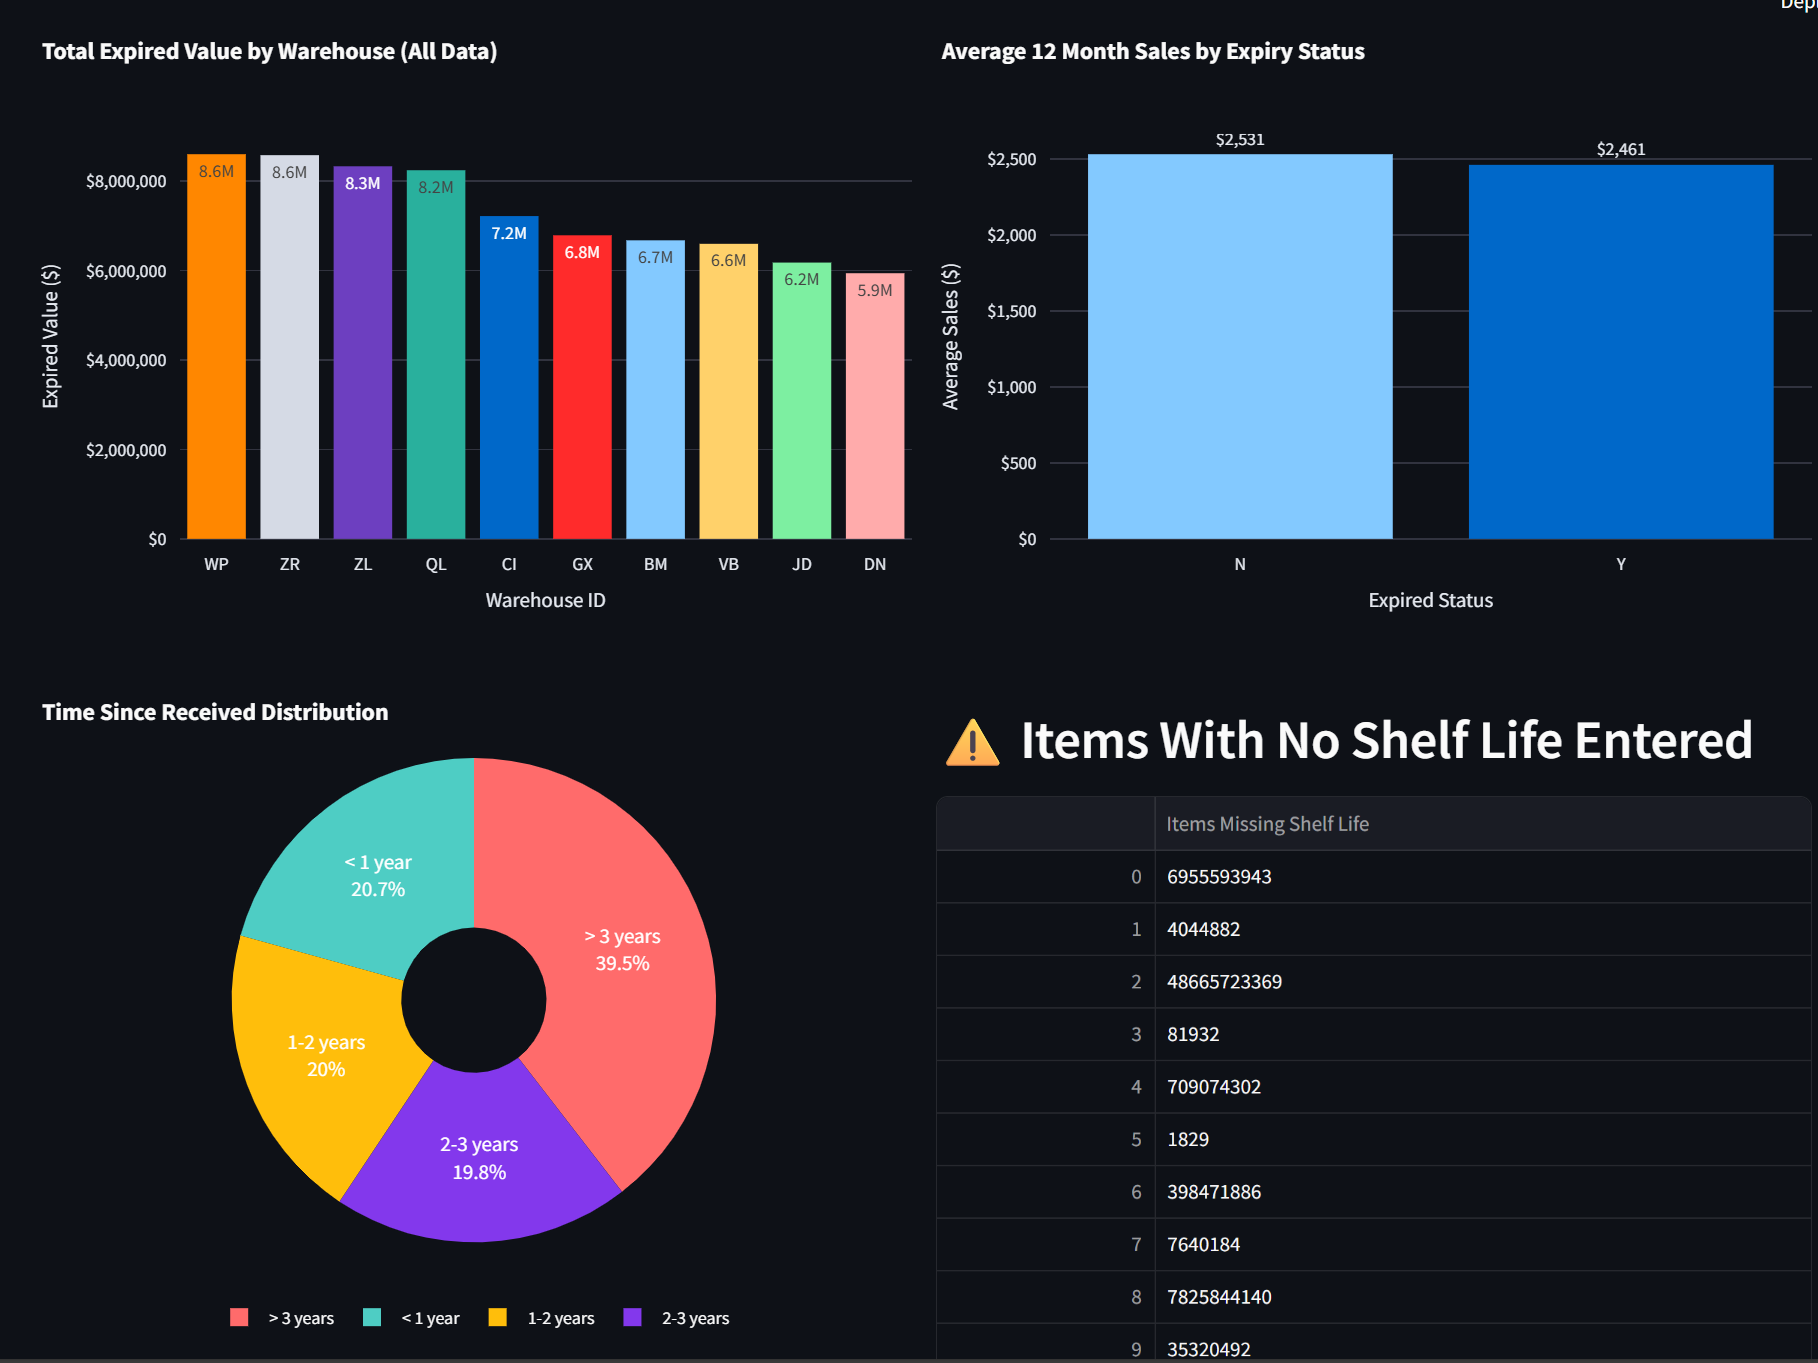 Total Expired Value by Warehouse (All Data)
Expired Value ($)
$8,000,000
$6,000,000
$4,000,000
$2,000,000
$0
8.6M
8.6M
8.3M
8.2M
7.2M
6.8M
6.7M
6.6M
6.2M
5.9M
WP ZR ZL QL CI GX BM VB JD DN
Warehouse ID
Average 12 Month Sales by Expiry Status
Average Sales ($)
$2,500
$2,000
$1,500
$1,000
$500
$0
$2,531
$2,461
N Y
Expired Status
Time Since Received Distribution
< 1 year
20.7%
> 3 years
39.5%
1-2 years
20%
2-3 years
19.8%
> 3 years < 1 year 1-2 years 2-3 years
⚠️ Items With No Shelf Life Entered
Items Missing Shelf Life
0 6955593943
1 4044882
2 48665723369
3 81932
4 709074302
5 1829
6 398471886
7 7640184
8 7825844140
9 35320492